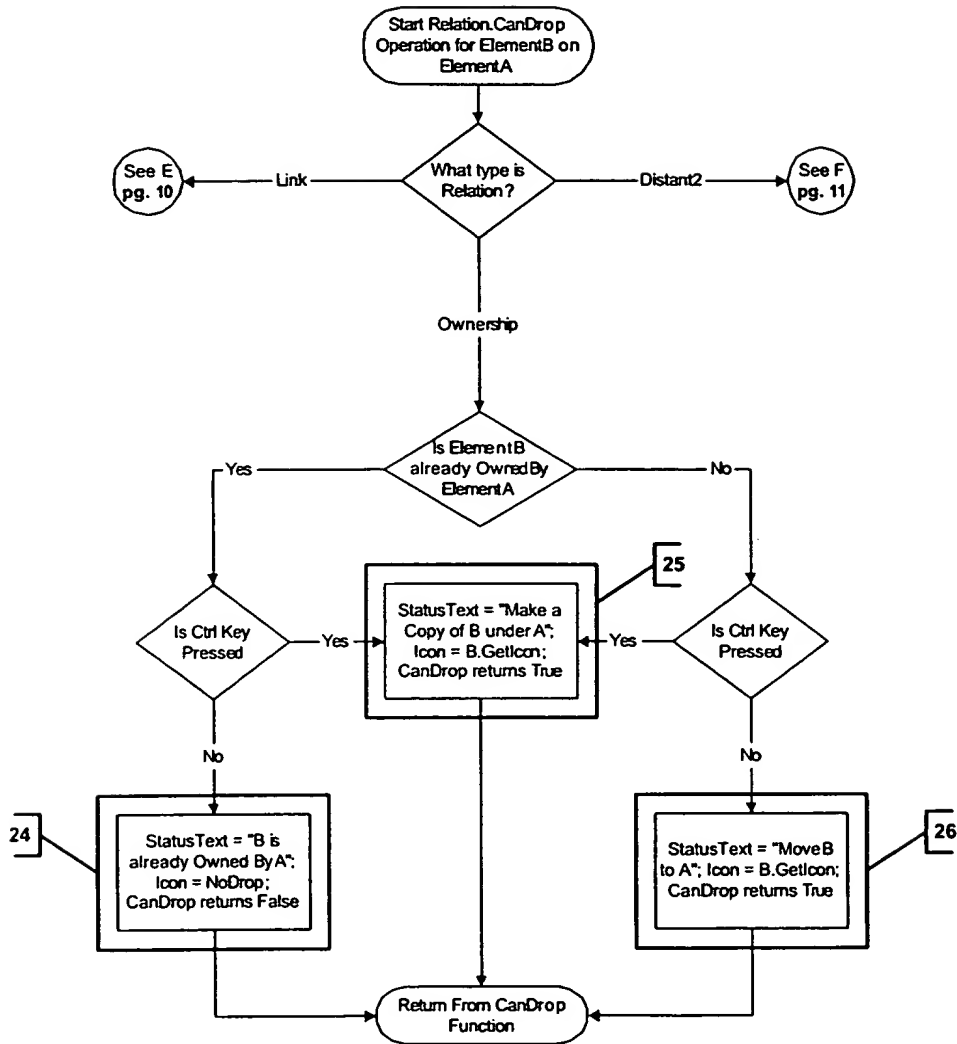 Start Relation.CanDrop
Operation for ElementB on
ElementA
What type is
Relation?
Link
See E
pg. 10
Distant2
See F
pg. 11
Ownership
Is ElementB
already OwnedBy
ElementA
Yes
No
25
Is Ctrl Key
Pressed
Yes
StatusText = "Make a
Copy of B under A";
Icon = B.GetIcon;
CanDrop returns True
Yes
Is Ctrl Key
Pressed
No
No
24
StatusText = "B is
already Owned By A";
Icon = NoDrop;
CanDrop returns False
StatusText = "Move B
to A"; Icon = B.GetIcon;
CanDrop returns True
26
Return From CanDrop
Function